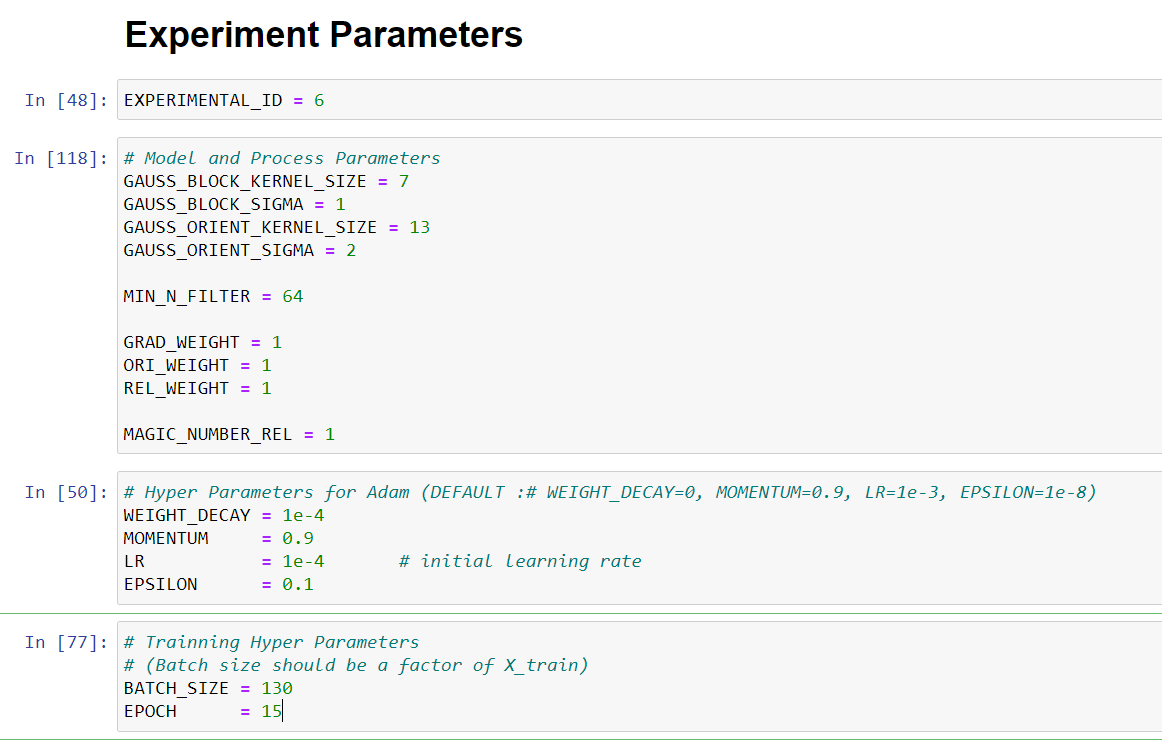 Experiment Parameters
In [48]: EXPERIMENTAL_ID = 6
In [118]: # Model and Process Parameters
GAUSS_BLOCK_KERNEL_SIZE = 7
GAUSS_BLOCK_SIGMA = 1
GAUSS_ORIENT_KERNEL_SIZE = 13
GAUSS_ORIENT_SIGMA = 2
MIN_N_FILTER = 64
GRAD_WEIGHT = 1
ORI_WEIGHT = 1
REL_WEIGHT = 1
MAGIC_NUMBER_REL = 1
In [50]: # Hyper Parameters for Adam (DEFAULT :# WEIGHT_DECAY=0, MOMENTUM=0.9, LR=1e-3, EPSILON=1e-8)
WEIGHT_DECAY = 1e-4
MOMENTUM     = 0.9
LR           = 1e-4       # initial learning rate
EPSILON      = 0.1
In [77]: # Trainning Hyper Parameters
# (Batch size should be a factor of X_train)
BATCH_SIZE = 130
EPOCH      = 15